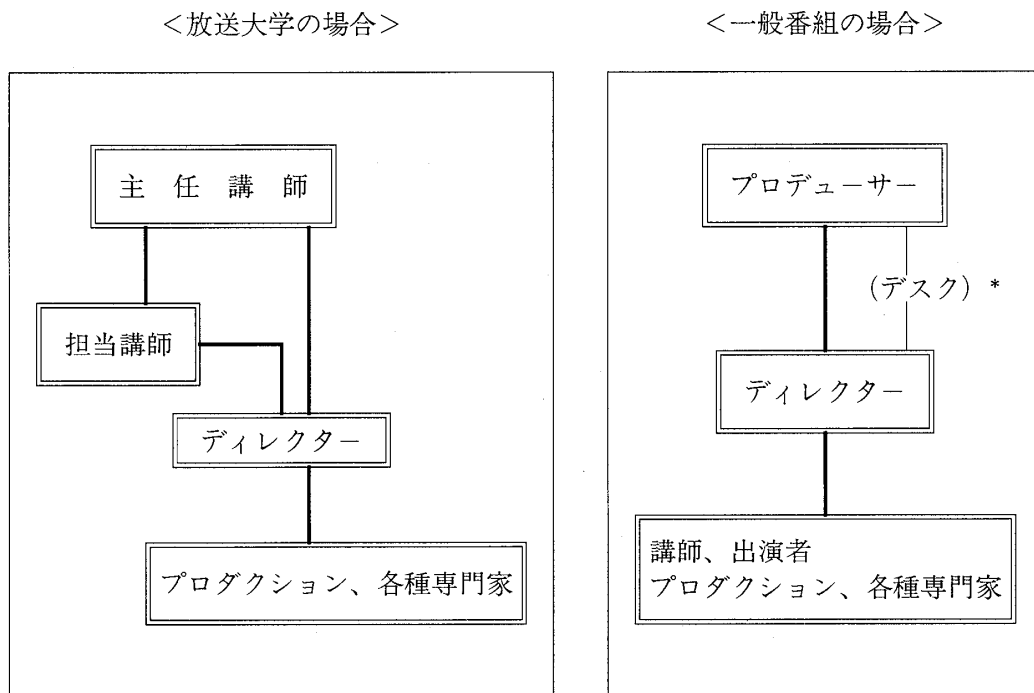 <放送大学の場合>
主任講師
担当講師
ディレクター
プロダクション、各種専門家
<一般番組の場合>
プロデューサー
(デスク) *
ディレクター
講師、出演者
プロダクション、各種専門家